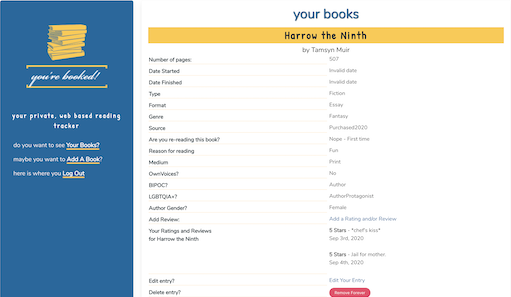 you're booked!
your private, web based reading
tracker
do you want to see Your Books?
maybe you want to Add A Book?
here is where you Log Out
your books
Harrow the Ninth
by Tamsyn Muir
Number of pages: 507
Date Started Invalid date
Date Finished Invalid date
Type Fiction
Format Essay
Genre Fantasy
Source Purchased2020
Are you re-reading this book? Nope - First time
Reason for reading Fun
Medium Print
OwnVoices? No
BIPOC? Author
LGBTQIA+? AuthorProtagonist
Author Gender? Female
Add Review: Add a Rating and/or Review
Your Ratings and Reviews
for Harrow the Ninth
5 Stars - *chef's kiss*
Sep 3rd, 2020
5 Stars - Jail for mother
Sep 4th, 2020
Edit entry? Edit Your Entry
Delete entry? Remove Forever